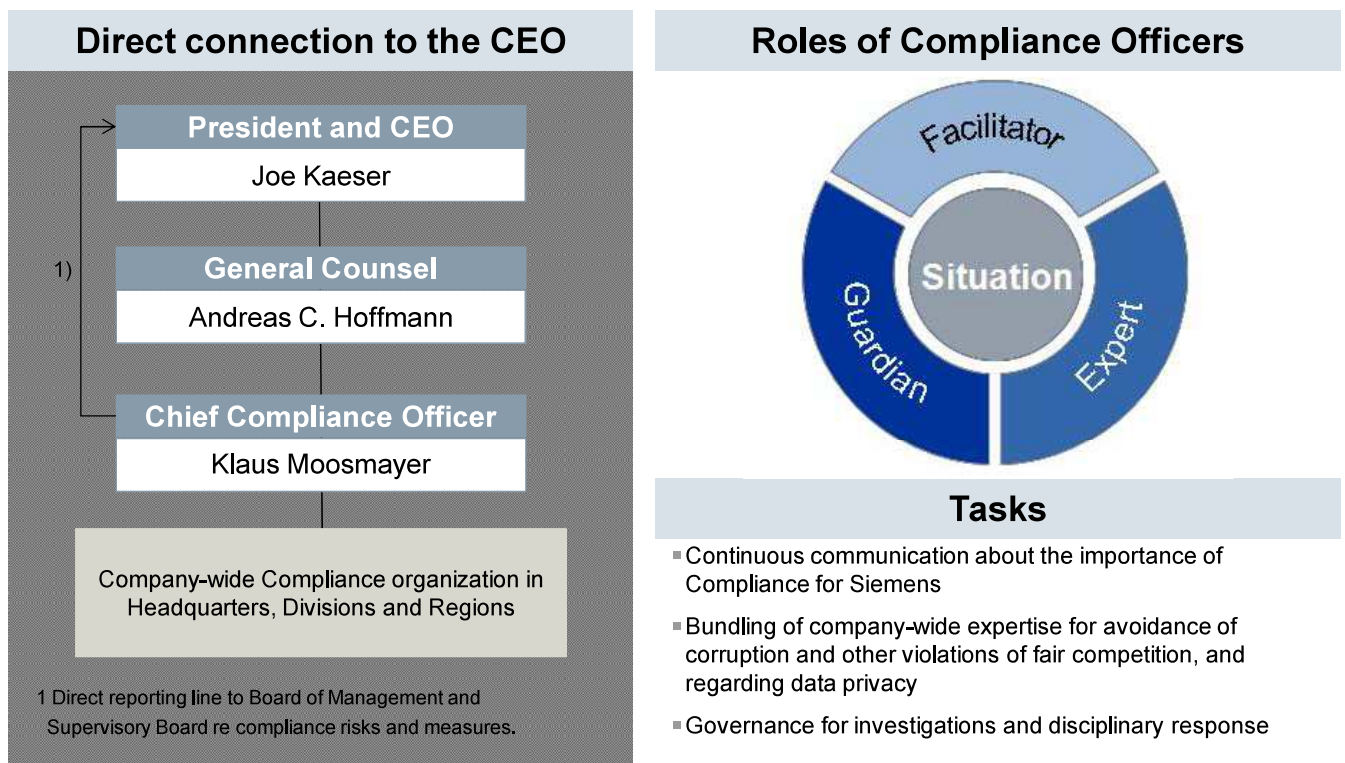 Direct connection to the CEO
President and CEO
Joe Kaeser
1)
General Counsel
Andreas C. Hoffmann
Chief Compliance Officer
Klaus Moosmayer
Company-wide Compliance organization in
Headquarters, Divisions and Regions
1 Direct reporting line to Board of Management and
Supervisory Board re compliance risks and measures.
Roles of Compliance Officers
Facilitator
Situation
Guardian
Expert
Tasks
▪Continuous communication about the importance of
Compliance for Siemens
▪Bundling of company-wide expertise for avoidance of
corruption and other violations of fair competition, and
regarding data privacy
▪Governance for investigations and disciplinary response